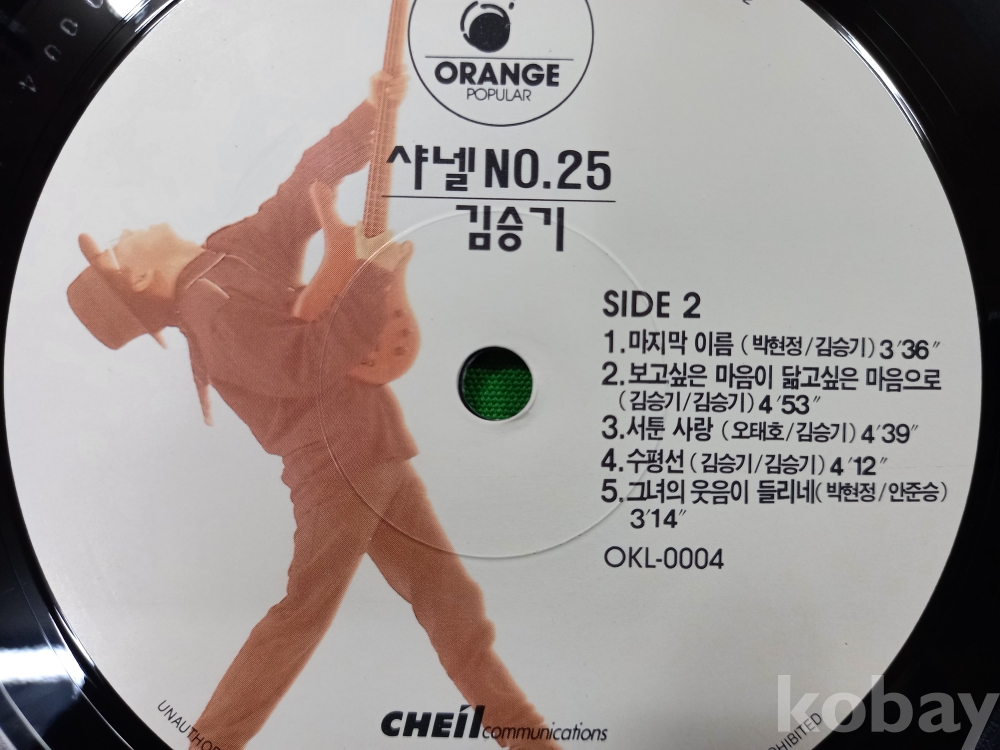 ORANGE
POPULAR
샤넬 NO.25
김승기
SIDE 2
1.마지막 이름 (박현정/김승기) 3′36″
2.보고싶은 마음이 닮고싶은 마음으로
(김승기/김승기) 4′53″
3.서툰 사랑 (오태호/김승기) 4′39″
4.수평선 (김승기/김승기) 4′12″
5.그녀의 웃음이 들리네(박현정/안준승)
3′14″
OKL-0004
CHEil communications
kobay